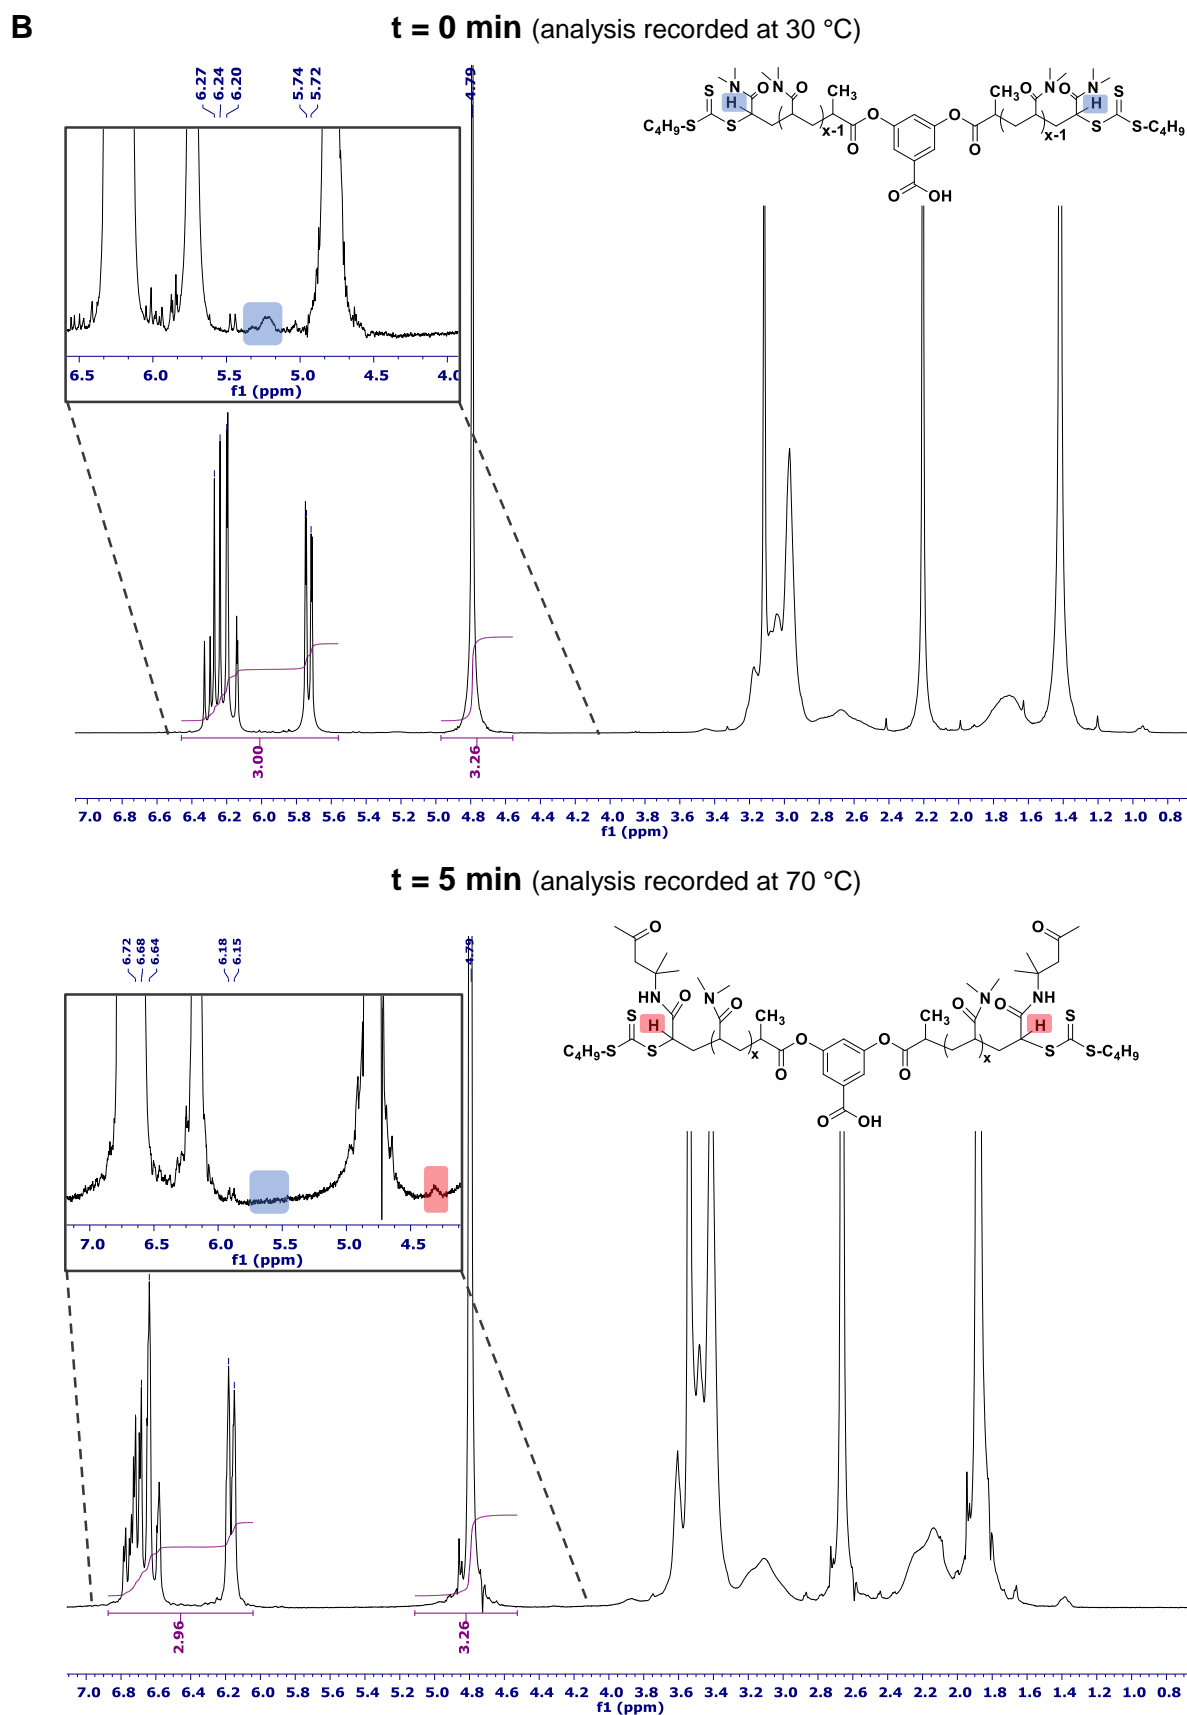 B
t = 0 min (analysis recorded at 30 °C)
6.27
6.24
6.20
5.74
5.72
4.79
N O N O CH3 CH3 O N O N
S H H S
C4H9-S S x-1 O O x-1 S S-C4H9
O O
O OH
6.5 6.0 5.5 5.0 4.5 4.0
f1 (ppm)
3.00
3.26
7.0 6.8 6.6 6.4 6.2 6.0 5.8 5.6 5.4 5.2 5.0 4.8 4.6 4.4 4.2 4.0 3.8 3.6 3.4 3.2 3.0 2.8 2.6 2.4 2.2 2.0 1.8 1.6 1.4 1.2 1.0 0.8
f1 (ppm)
t = 5 min (analysis recorded at 70 °C)
6.72
6.68
6.64
6.18
6.15
4.79
O O
HN O N O CH3 CH3 O N O NH
S H H S
C4H9-S S x O O x S S-C4H9
O O
O OH
7.0 6.5 6.0 5.5 5.0 4.5
f1 (ppm)
2.96
3.26
7.0 6.8 6.6 6.4 6.2 6.0 5.8 5.6 5.4 5.2 5.0 4.8 4.6 4.4 4.2 4.0 3.8 3.6 3.4 3.2 3.0 2.8 2.6 2.4 2.2 2.0 1.8 1.6 1.4 1.2 1.0 0.8
f1 (ppm)